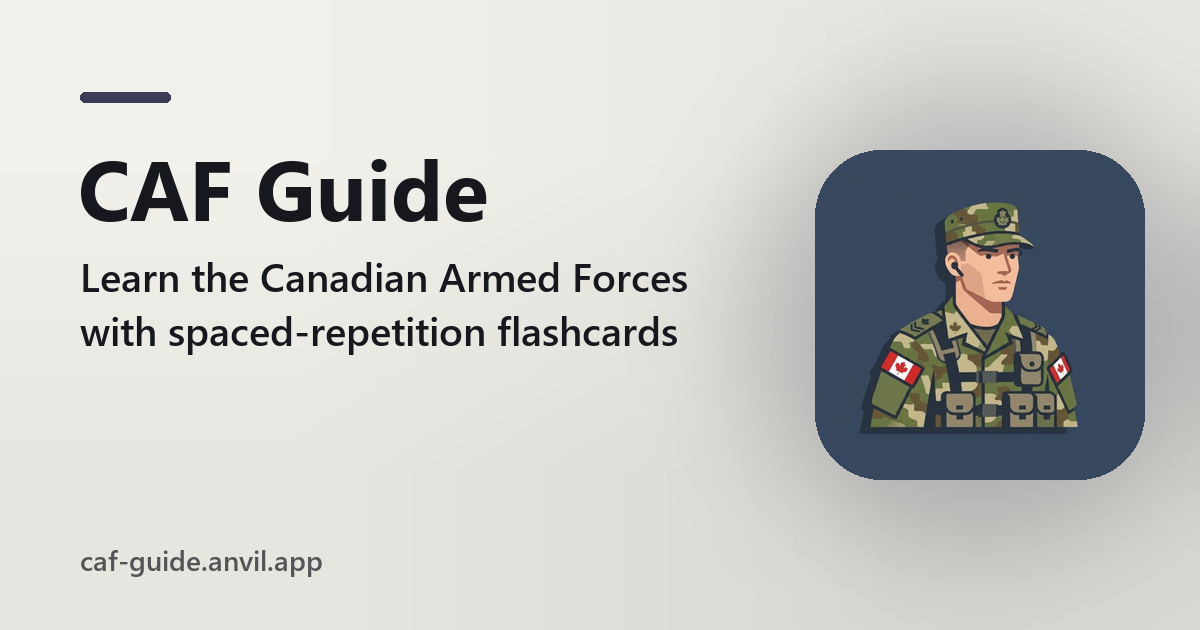 CAF Guide
Learn the Canadian Armed Forces
with spaced-repetition flashcards
caf-guide.anvil.app